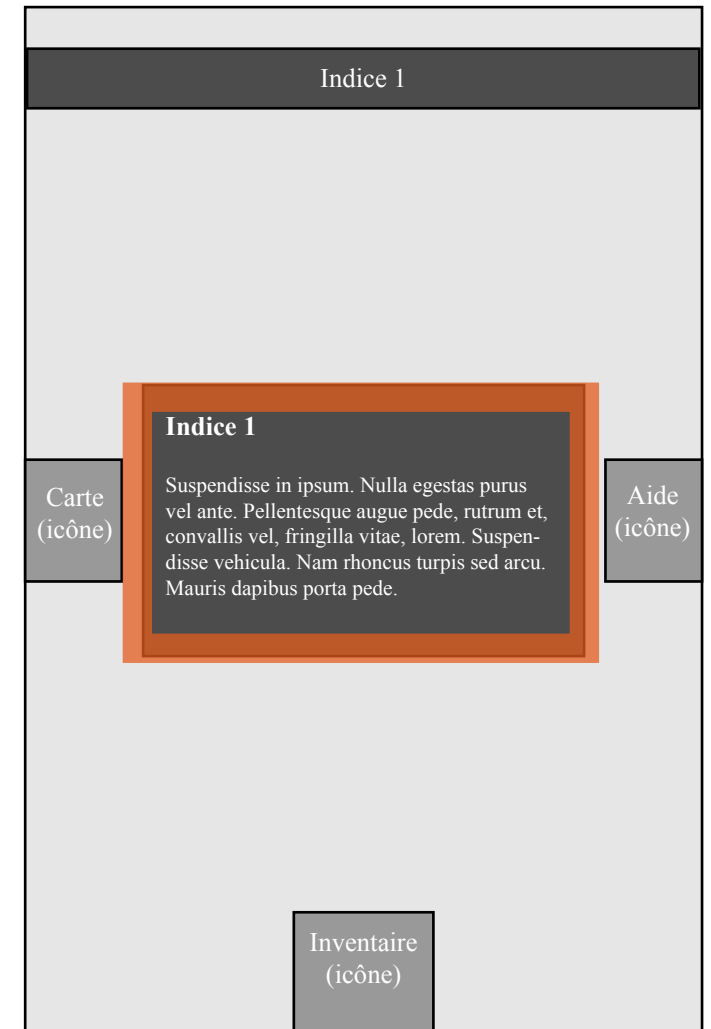 Indice 1
Indice 1
Suspendisse in ipsum. Nulla egestas purus
vel ante. Pellentesque augue pede, rutrum et,
convallis vel, fringilla vitae, lorem. Suspen-
disse vehicula. Nam rhoncus turpis sed arcu.
Mauris dapibus porta pede.
Carte
(icône)
Aide
(icône)
Inventaire
(icône)